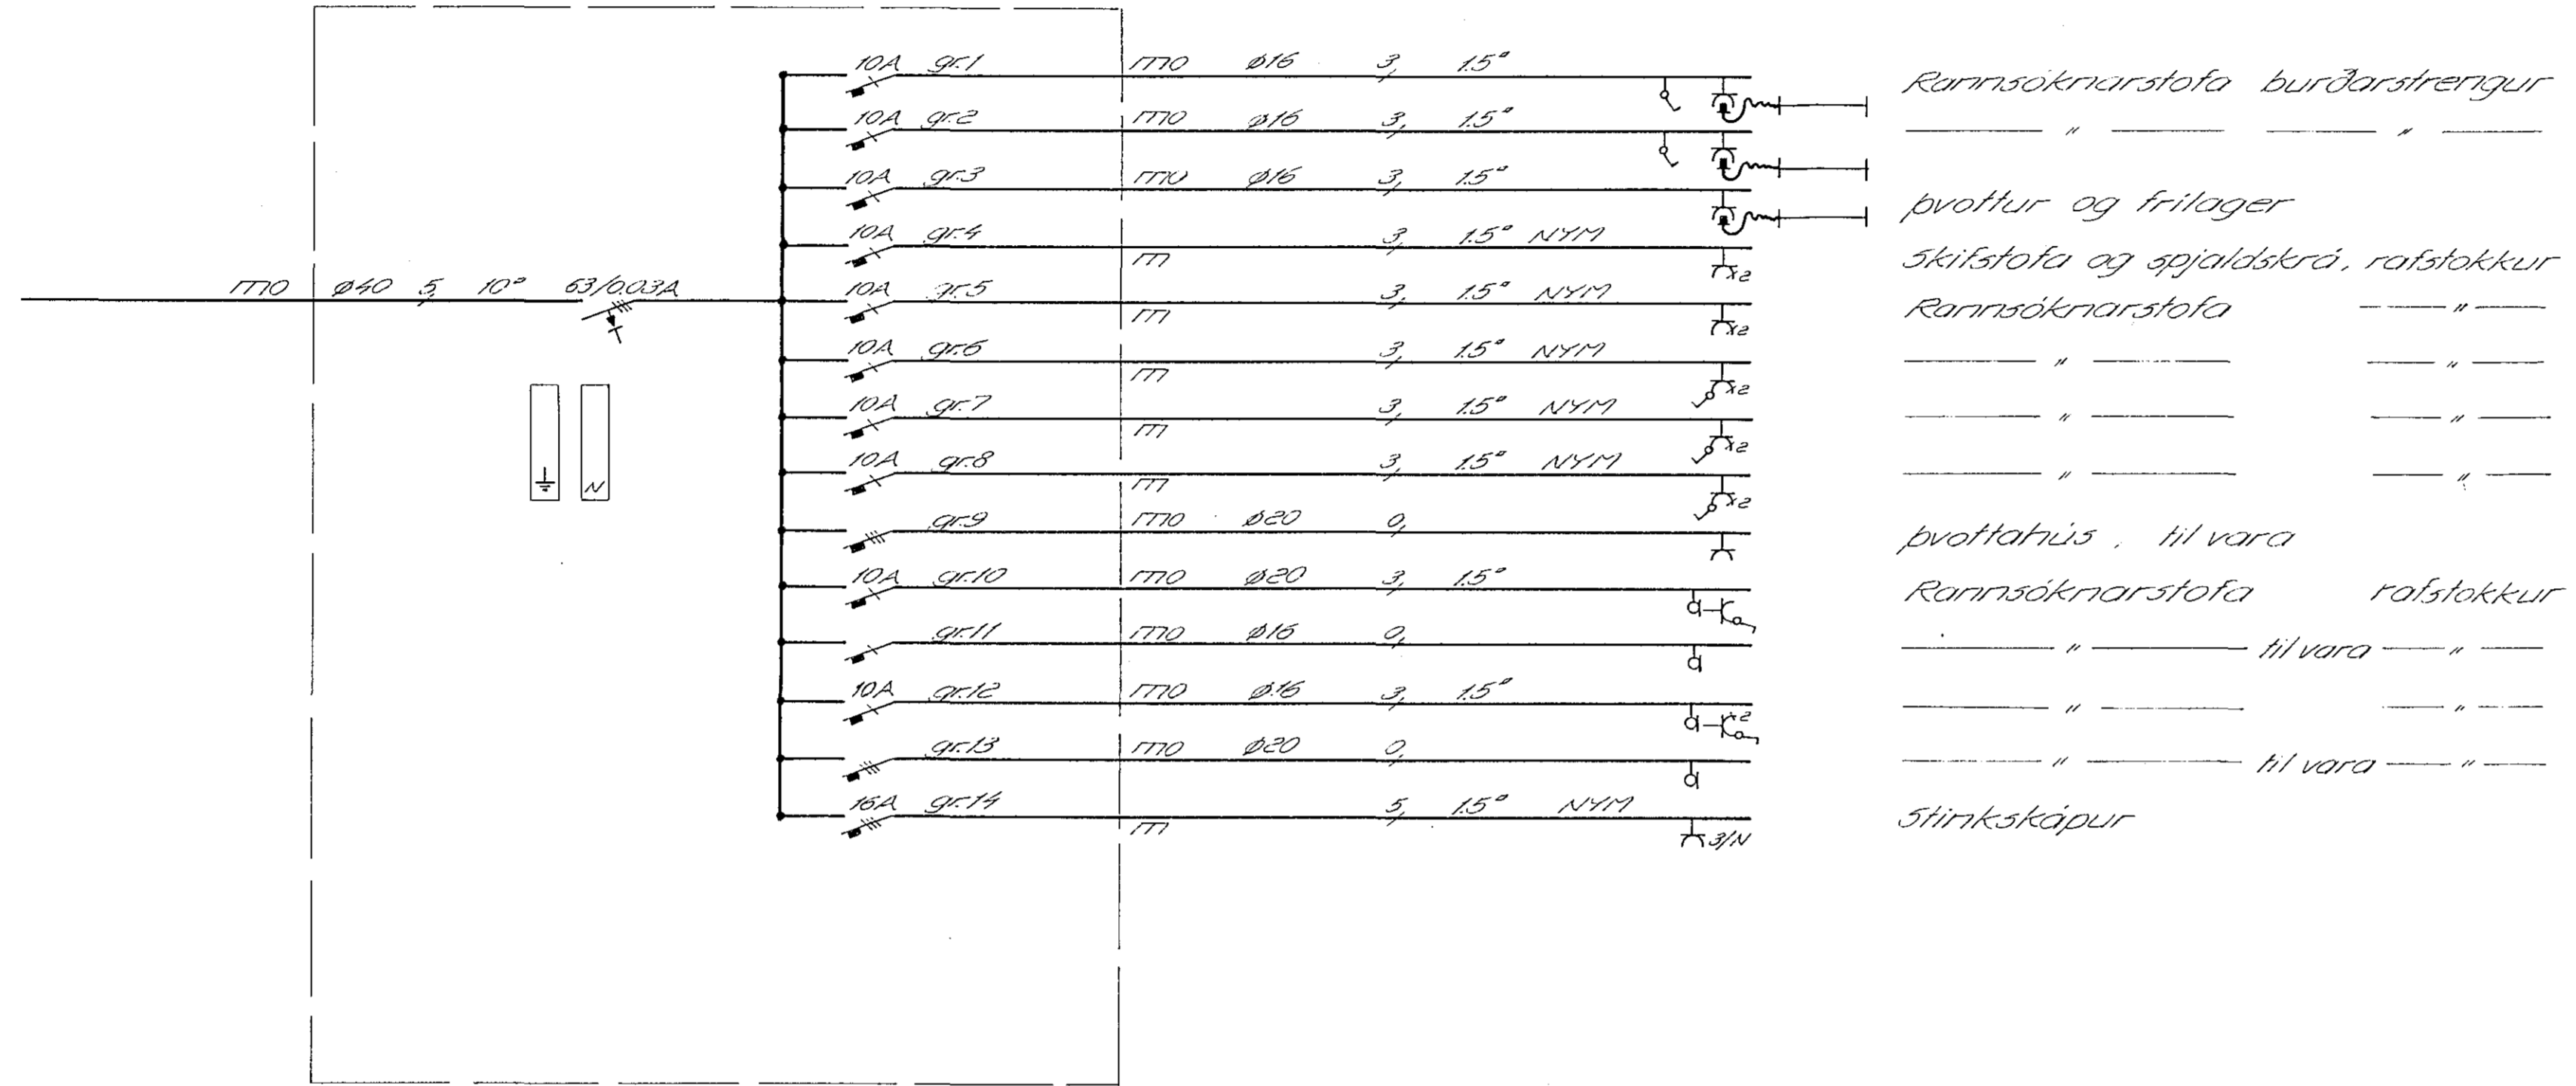 10A gr.1 mo ø16 3, 1.5° Rannsóknarstofa burðarstrengur
10A gr.2 mo ø16 3, 1.5° " "
10A gr.3 mo ø16 3, 1.5° þvottur og frílager
10A gr.4 m 3, 1.5° NYM x2 Skifstofa og spjaldskrá, rafstokkur
mo ø40 5, 10° 63/0.03A
10A gr.5 m 3, 1.5° NYM x2 Rannsóknarstofa "
10A gr.6 m 3, 1.5° NYM x2 " "
10A gr.7 m 3, 1.5° NYM x2 " "
10A gr.8 m 3, 1.5° NYM x2 " "
N
gr.9 mo ø20 0, þvottahús, til vara
10A gr.10 mo ø20 3, 1.5° Rannsóknarstofa rafstokkur
gr.11 mo ø16 0, " til vara "
10A gr.12 mo ø16 3, 1.5° x2 " "
gr.13 mo ø20 0, " til vara "
16A gr.14 m 5, 1.5° NYM 3/N Stinkskápur